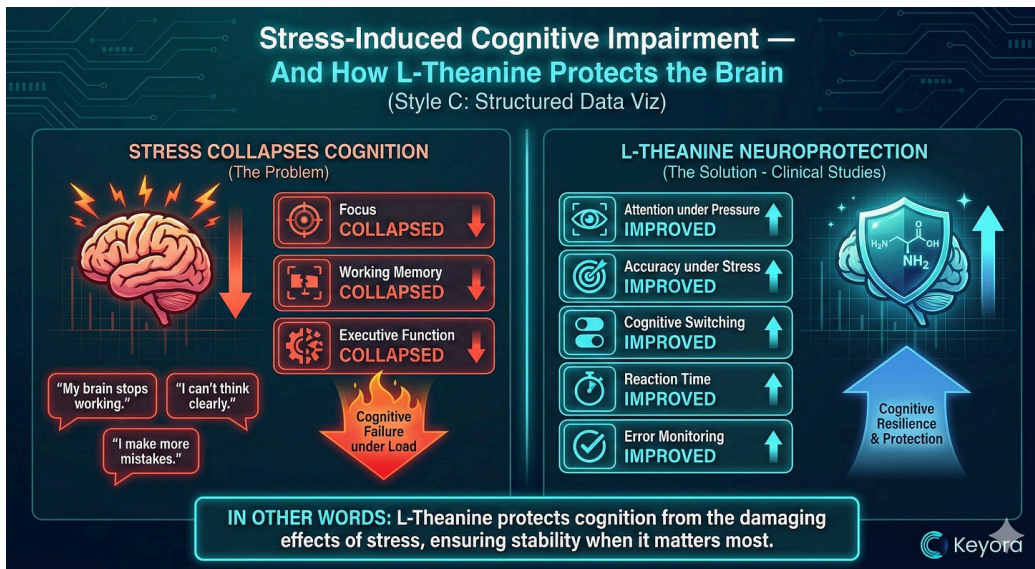 Stress-Induced Cognitive Impairment —
And How L-Theanine Protects the Brain
(Style C: Structured Data Viz)
STRESS COLLAPSES COGNITION
(The Problem)
Focus
COLLAPSED
Working Memory
COLLAPSED
Executive Function
COLLAPSED
"My brain stops
working."
"I can't think
clearly."
"I make more
mistakes."
Cognitive
Failure
under Load
L-THEANINE NEUROPROTECTION
(The Solution - Clinical Studies)
Attention under Pressure
IMPROVED
Accuracy under Stress
IMPROVED
Cognitive Switching
IMPROVED
Reaction Time
IMPROVED
Error Monitoring
IMPROVED
O
H₂N
OH
NH₂
Cognitive
Resilience
& Protection
IN OTHER WORDS: L-Theanine protects cognition from the damaging
effects of stress, ensuring stability when it matters most.
Keyora